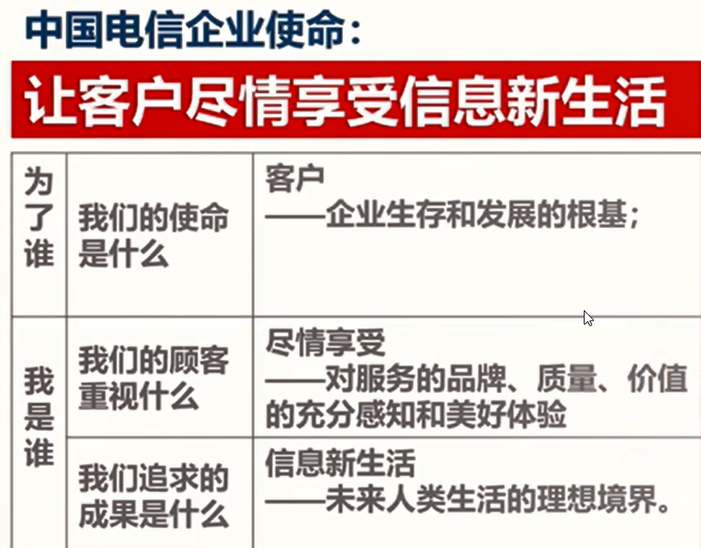 中国电信企业使命：
让客户尽情享受信息新生活
为
了
谁
我们的使命
是什么
客户
——企业生存和发展的根基；
我
是
谁
我们的顾客
重视什么
尽情享受
——对服务的品牌、质量、价值
的充分感知和美好体验
我们追求的
成果是什么
信息新生活
——未来人类生活的理想境界。